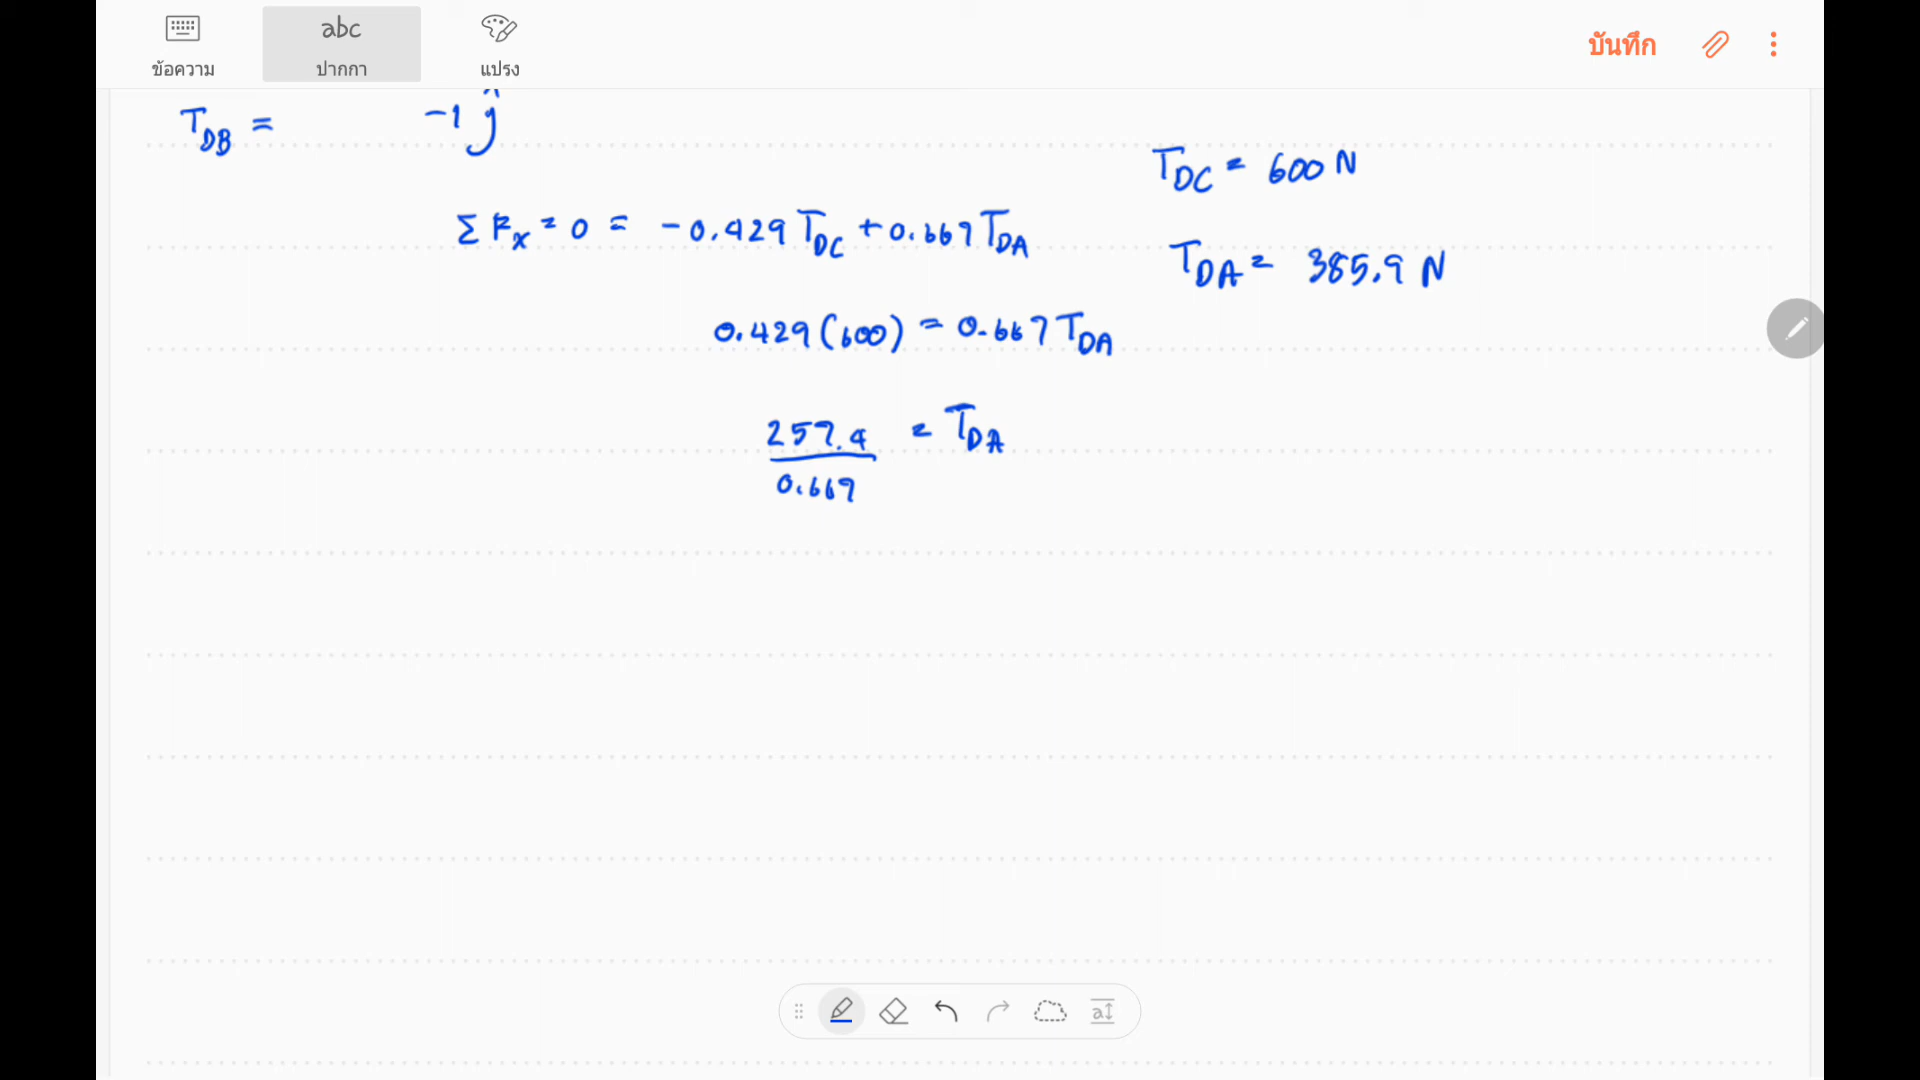 abc
ข้อความ ปากกา แปรง บันทึก
T_DB = -1 ĵ
T_DC = 600 N
Σ F_x = 0 = -0.429 T_DC + 0.667 T_DA
T_DA = 385.9 N
0.429 (600) = 0.667 T_DA
257.4 = T_DA
0.667
a